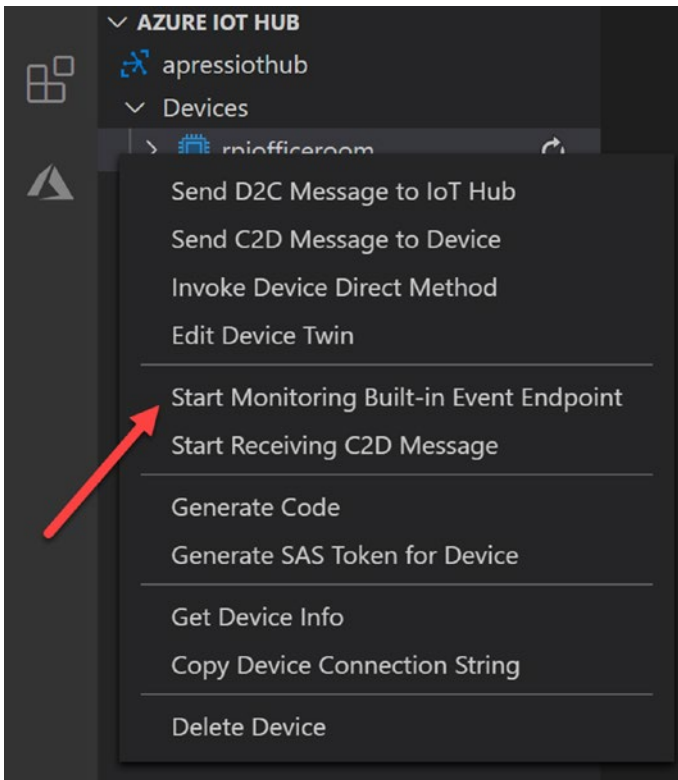 AZURE IOT HUB
apressiothub
Devices
rpiofficeroom
Send D2C Message to IoT Hub
Send C2D Message to Device
Invoke Device Direct Method
Edit Device Twin
Start Monitoring Built-in Event Endpoint
Start Receiving C2D Message
Generate Code
Generate SAS Token for Device
Get Device Info
Copy Device Connection String
Delete Device